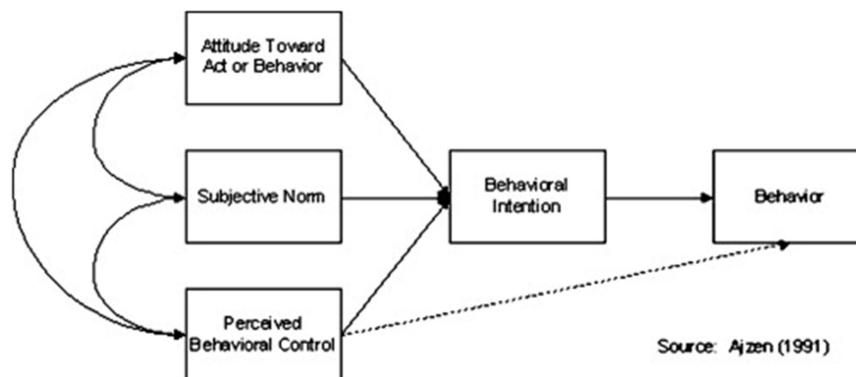 Attitude Toward
Act or Behavior
Subjective Norm
Behavioral
Intention
Behavior
Perceived
Behavioral Control
Source: Ajzen (1991)